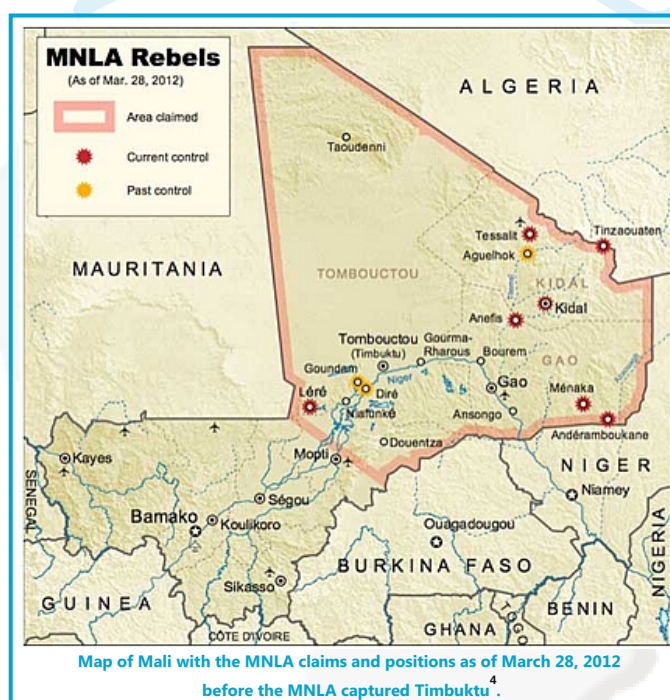 MNLA Rebels
(As of Mar. 28, 2012)
Area claimed
Current control
Past control
ALGERIA
Taoudenni
Tessalit
Tinzaouaten
Aguelhok
MAURITANIA
TOMBOUCTOU
KIDAL
Kidal
Anefis
Tombouctou
(Timbuktu)
Gourma-
Rharous
Bourem
GAO
Goundam
Niger
Diré
Gao
Ménaka
Léré
Niafunké
Ansongo
Andéramboukane
Douentza
Kayes
Mopti
NIGER
SENEGAL
Ségou
Niamey
Bamako
Koulikoro
Ouagadougou
BURKINA FASO
Sikasso
NIGERIA
GUINEA
BENIN
CÔTE D'IVOIRE
GHANA
TOGO
Map of Mali with the MNLA claims and positions as of March 28, 2012
before the MNLA captured Timbuktu4.